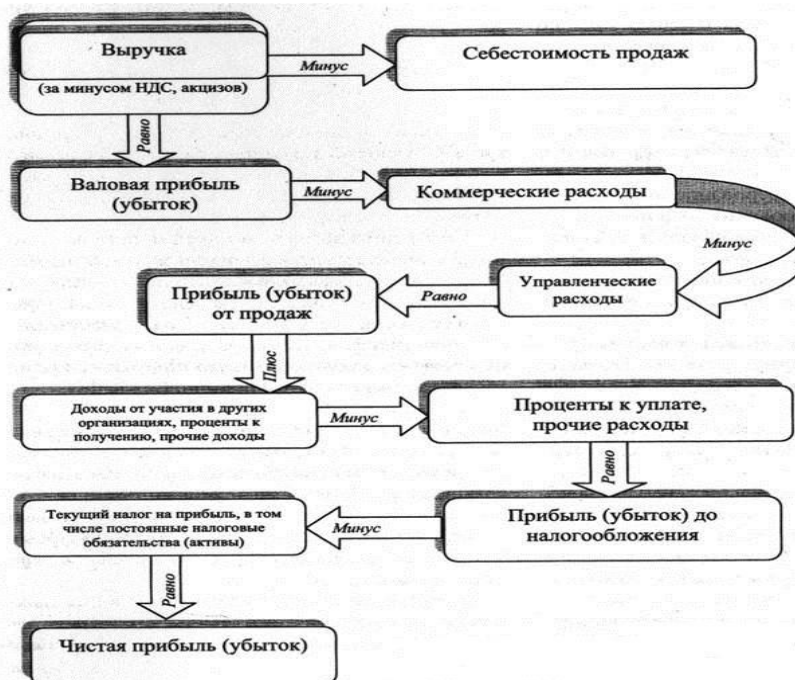 Выручка
Минус
Себестоимость продаж
(за минусом НДС, акцизов)
Равно
Валовая прибыль
(убыток)
Минус
Коммерческие расходы
Минус
Управленческие
расходы
Равно
Прибыль (убыток)
от продаж
Плюс
Доходы от участия в других
организациях, проценты к
получению, прочие доходы
Минус
Проценты к уплате,
прочие расходы
Равно
Прибыль (убыток) до
налогообложения
Минус
Текущий налог на прибыль, в том
числе постоянные налоговые
обязательства (активы)
Равно
Чистая прибыль (убыток)